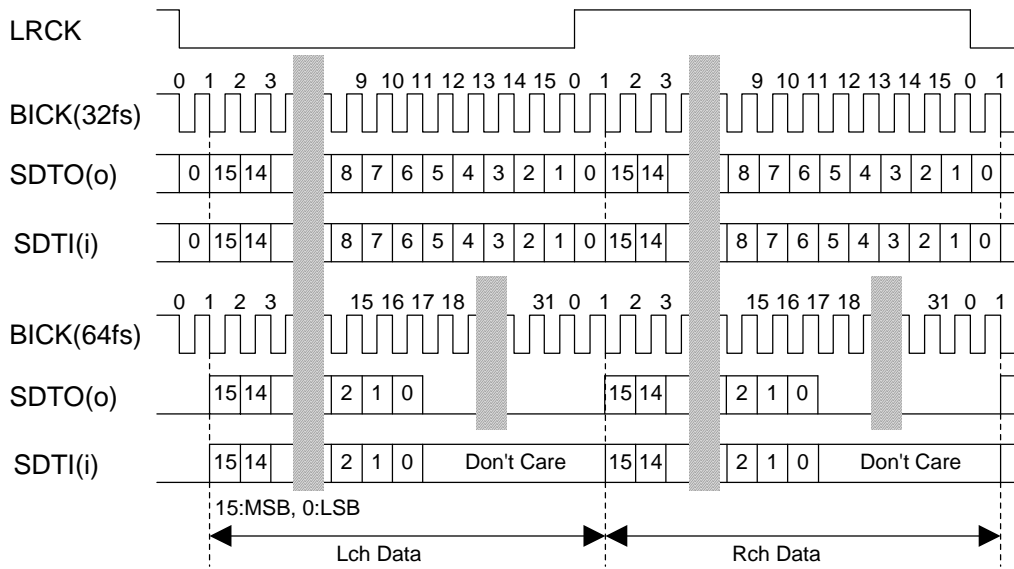 LRCK
0 1 2 3 9 10 11 12 13 14 15 0 1 2 3 9 10 11 12 13 14 15 0 1
BICK(32fs)
SDTO(o) 0 15 14 8 7 6 5 4 3 2 1 0 15 14 8 7 6 5 4 3 2 1 0
SDTI(i) 0 15 14 8 7 6 5 4 3 2 1 0 15 14 8 7 6 5 4 3 2 1 0
0 1 2 3 15 16 17 18 31 0 1 2 3 15 16 17 18 31 0 1
BICK(64fs)
SDTO(o) 15 14 2 1 0 15 14 2 1 0
SDTI(i) 15 14 2 1 0 Don't Care 15 14 2 1 0 Don't Care
15:MSB, 0:LSB
Lch Data Rch Data